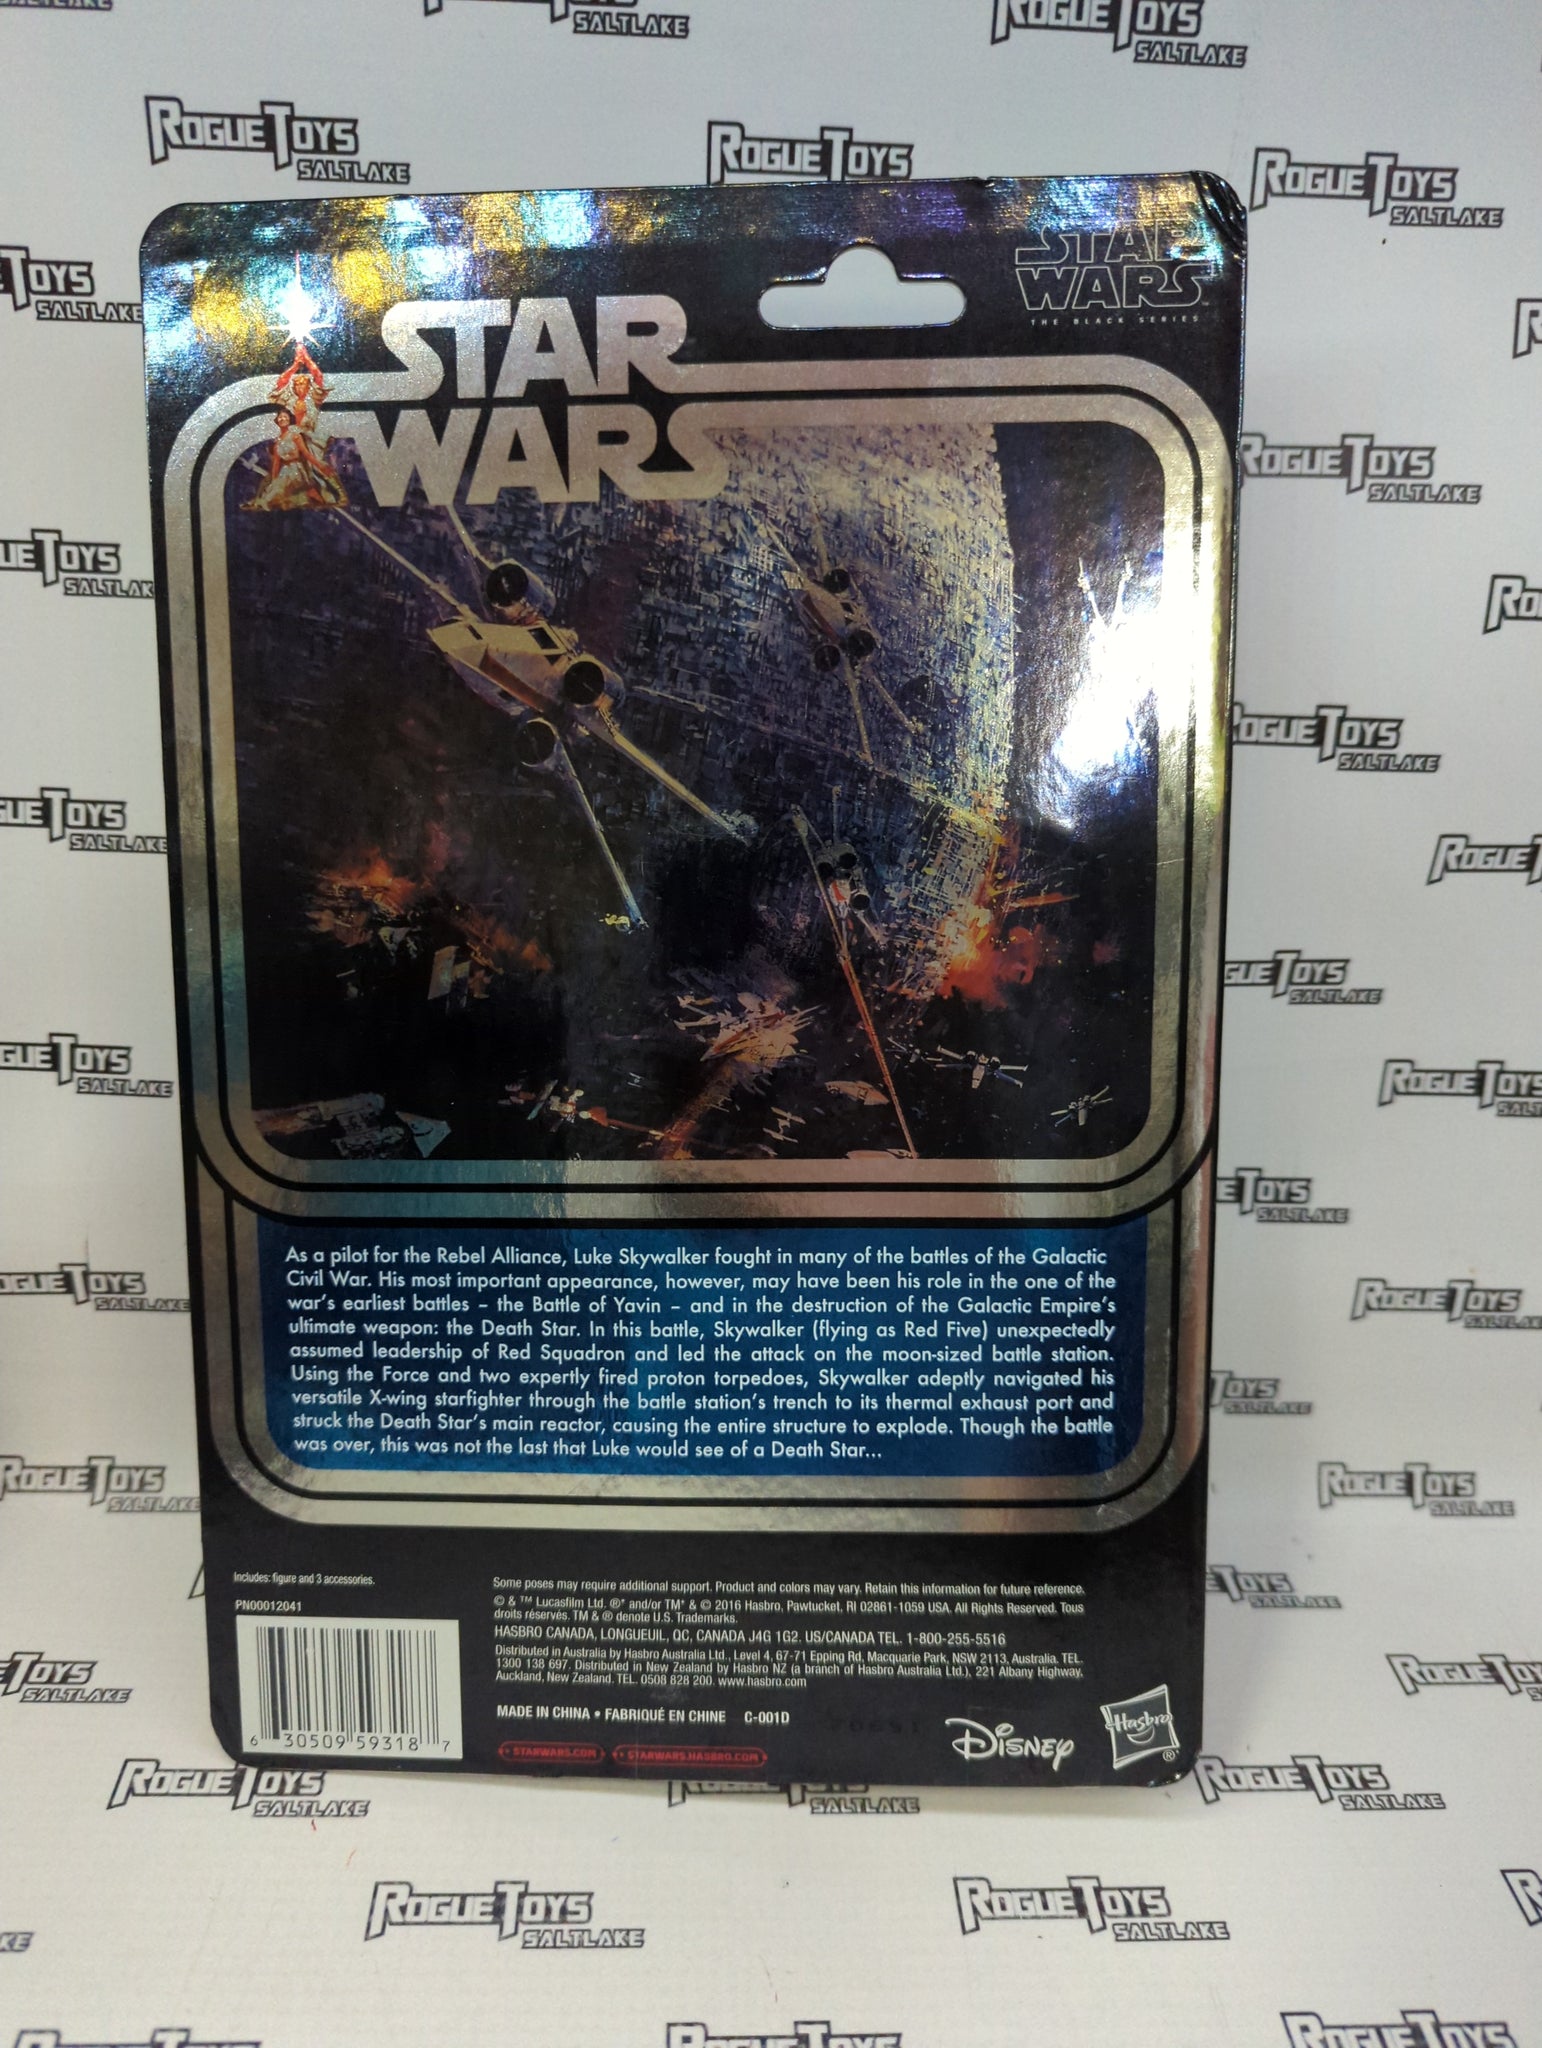 ROGUE TOYS
SALTLAKE
STAR
WARS
STAR
WARS
THE BLACK SERIES
As a pilot for the Rebel Alliance, Luke Skywalker fought in many of the battles of the Galactic
Civil War. His most important appearance, however, may have been his role in the one of the
war's earliest battles – the Battle of Yavin – and in the destruction of the Galactic Empire's
ultimate weapon: the Death Star. In this battle, Skywalker (flying as Red Five) unexpectedly
assumed leadership of Red Squadron and led the attack on the moon-sized battle station.
Using the Force and two expertly fired proton torpedoes, Skywalker adeptly navigated his
versatile X-wing starfighter through the battle station's trench to its thermal exhaust port and
struck the Death Star's main reactor, causing the entire structure to explode. Though the battle
was over, this was not the last that Luke would see of a Death Star...
Includes: figure and 3 accessories.
PN00012041
6 30509 59318 7
Some poses may require additional support. Product and colors may vary. Retain this information for future reference.
© & ™ Lucasfilm Ltd. ®* and/or TM* & © 2016 Hasbro, Pawtucket, RI 02861-1059 USA. All Rights Reserved. Tous
droits réservés. TM & ® denote U.S. Trademarks.
HASBRO CANADA, LONGUEUIL, QC, CANADA J4G 1G2. US/CANADA TEL. 1-800-255-5516
Distributed in Australia by Hasbro Australia Ltd., Level 4, 67-71 Epping Rd, Macquarie Park, NSW 2113, Australia. TEL.
1300 138 697. Distributed in New Zealand by Hasbro NZ (a branch of Hasbro Australia Ltd.), 221 Albany Highway,
Auckland, New Zealand. TEL. 0508 828 200. www.hasbro.com
MADE IN CHINA • FABRIQUÉ EN CHINE C-001D
STARWARS.COM STARWARS.HASBRO.COM
Disney
Hasbro
®